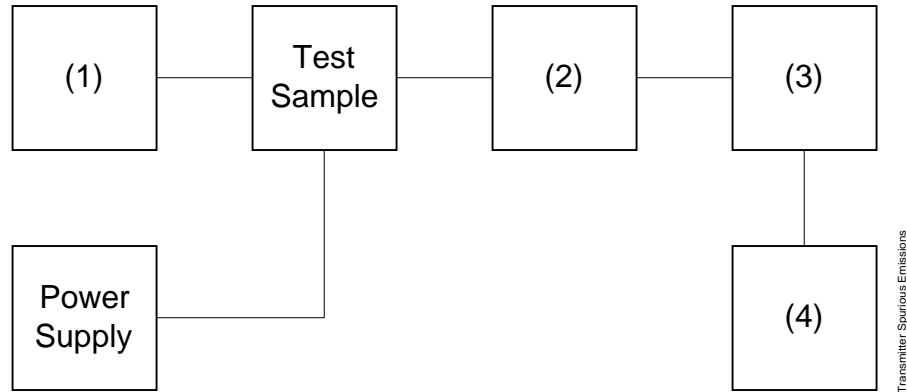 (1)
Test
Sample
(2)
(3)
Power
Supply
(4)
Transmitter Spurious Emissions